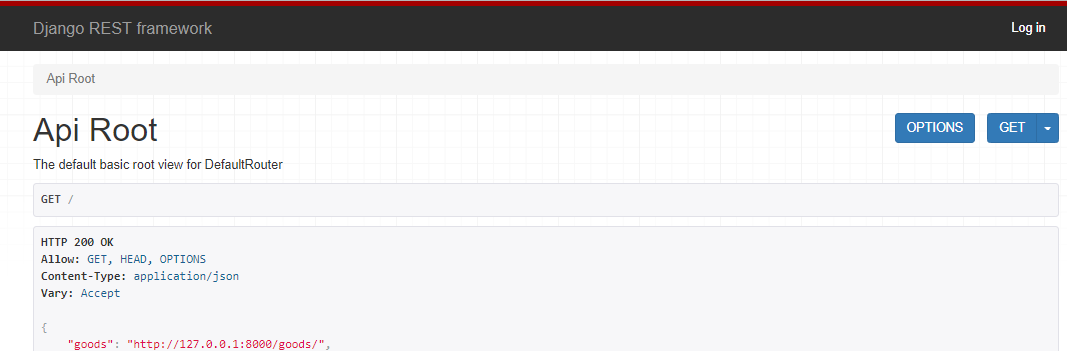 Django REST framework
Log in
Api Root
Api Root
OPTIONS
GET
The default basic root view for DefaultRouter
GET /
HTTP 200 OK
Allow: GET, HEAD, OPTIONS
Content-Type: application/json
Vary: Accept
{
"goods": "http://127.0.0.1:8000/goods/",